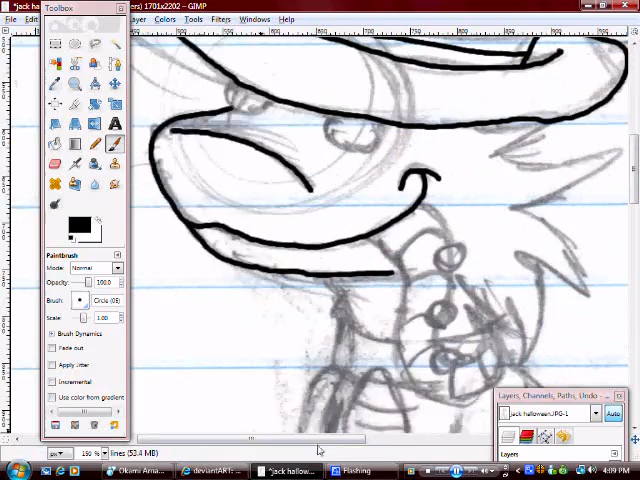 *jack
ers) 1701x2202 – GIMP
Toolbox
File
Edit
Layer
Colors
Tools
Filters
Windows
Help
Paintbrush
Mode:
Normal
Opacity:
100.0
Brush:
Circle (05)
Scale:
1.00
Brush Dynamics
Fade out
Apply Jitter
Incremental
Use color from gradient
Layers, Channels, Paths, Undo - ...
jack halloween.JPG-1
Auto
Layers
px
150 %
lines (53.4 MB)
Okami Ama...
deviantART: ...
*jack hallow...
Flashing
4:09 PM